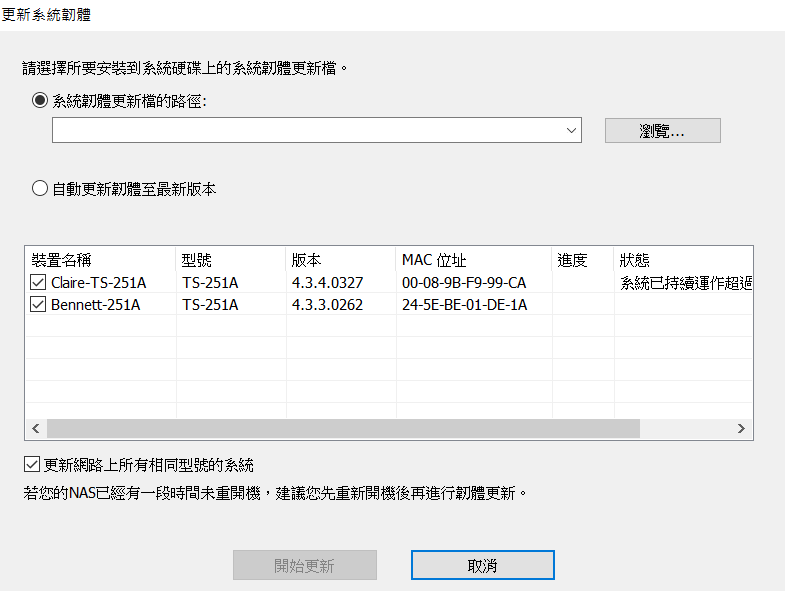 更新系統韌體
請選擇所要安裝到系統硬碟上的系統韌體更新檔。
系統韌體更新檔的路徑:
瀏覽...
自動更新韌體至最新版本
裝置名稱 型號 版本 MAC 位址 進度 狀態
Claire-TS-251A TS-251A 4.3.4.0327 00-08-9B-F9-99-CA 系統已持續運作超過
Bennett-251A TS-251A 4.3.3.0262 24-5E-BE-01-DE-1A
更新網路上所有相同型號的系統
若您的NAS已經有一段時間未重開機，建議您先重新開機後再進行韌體更新。
開始更新 取消